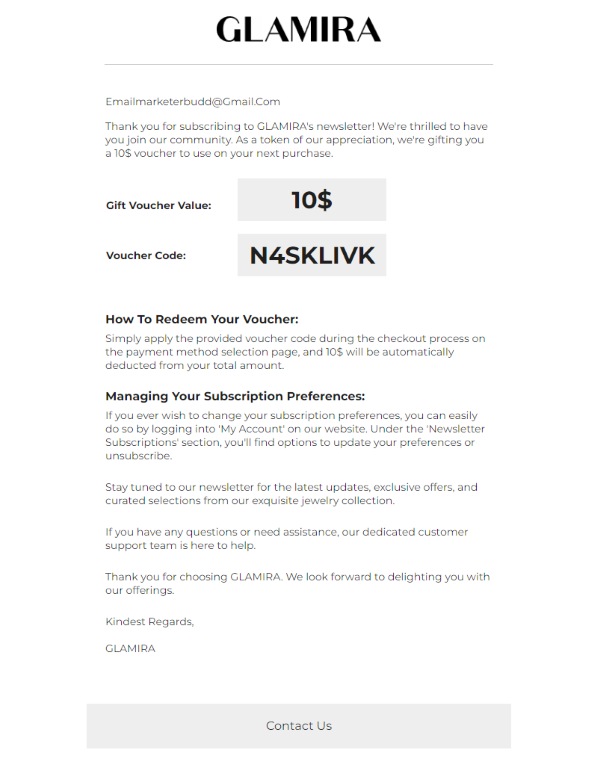 GLAMIRA
Emailmarketerbudd@Gmail.Com
Thank you for subscribing to GLAMIRA's newsletter! We're thrilled to have
you join our community. As a token of our appreciation, we're gifting you
a 10$ voucher to use on your next purchase.
Gift Voucher Value:
10$
Voucher Code:
N4SKLIVK
How To Redeem Your Voucher:
Simply apply the provided voucher code during the checkout process on
the payment method selection page, and 10$ will be automatically
deducted from your total amount.
Managing Your Subscription Preferences:
If you ever wish to change your subscription preferences, you can easily
do so by logging into 'My Account' on our website. Under the 'Newsletter
Subscriptions' section, you'll find options to update your preferences or
unsubscribe.
Stay tuned to our newsletter for the latest updates, exclusive offers, and
curated selections from our exquisite jewelry collection.
If you have any questions or need assistance, our dedicated customer
support team is here to help.
Thank you for choosing GLAMIRA. We look forward to delighting you with
our offerings.
Kindest Regards,
GLAMIRA
Contact Us